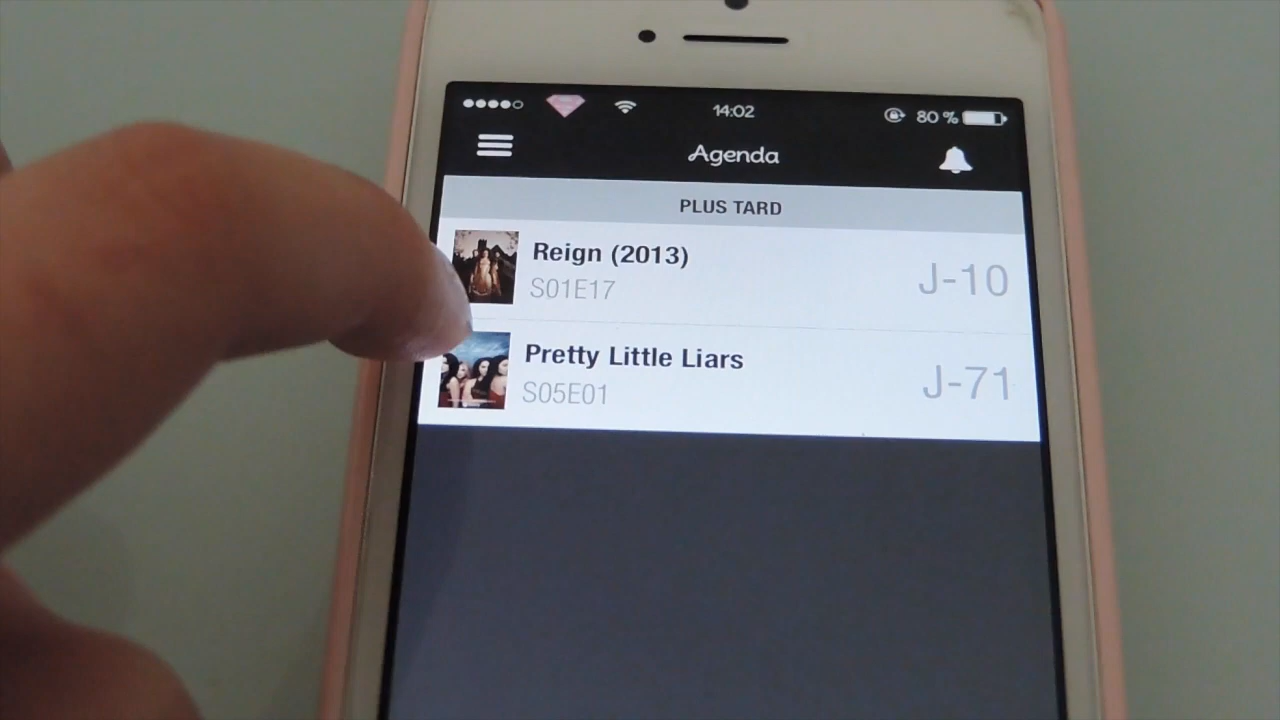 14:02
80 %
Agenda
PLUS TARD
Reign (2013)
S01E17
J-10
Pretty Little Liars
S05E01
J-71